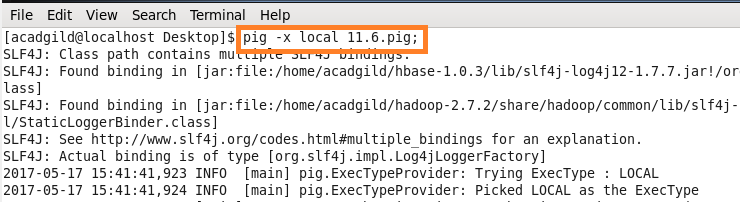 File Edit View Search Terminal Help
[acadgild@localhost Desktop]$ pig -x local 11.6.pig;
SLF4J: Class path contains multiple SLF4J bindings.
SLF4J: Found binding in [jar:file:/home/acadgild/hbase-1.0.3/lib/slf4j-log4j12-1.7.7.jar!/or
lass]
SLF4J: Found binding in [jar:file:/home/acadgild/hadoop-2.7.2/share/hadoop/common/lib/slf4j-
l/StaticLoggerBinder.class]
SLF4J: See http://www.slf4j.org/codes.html#multiple_bindings for an explanation.
SLF4J: Actual binding is of type [org.slf4j.impl.Log4jLoggerFactory]
2017-05-17 15:41:41,923 INFO  [main] pig.ExecTypeProvider: Trying ExecType : LOCAL
2017-05-17 15:41:41,924 INFO  [main] pig.ExecTypeProvider: Picked LOCAL as the ExecType